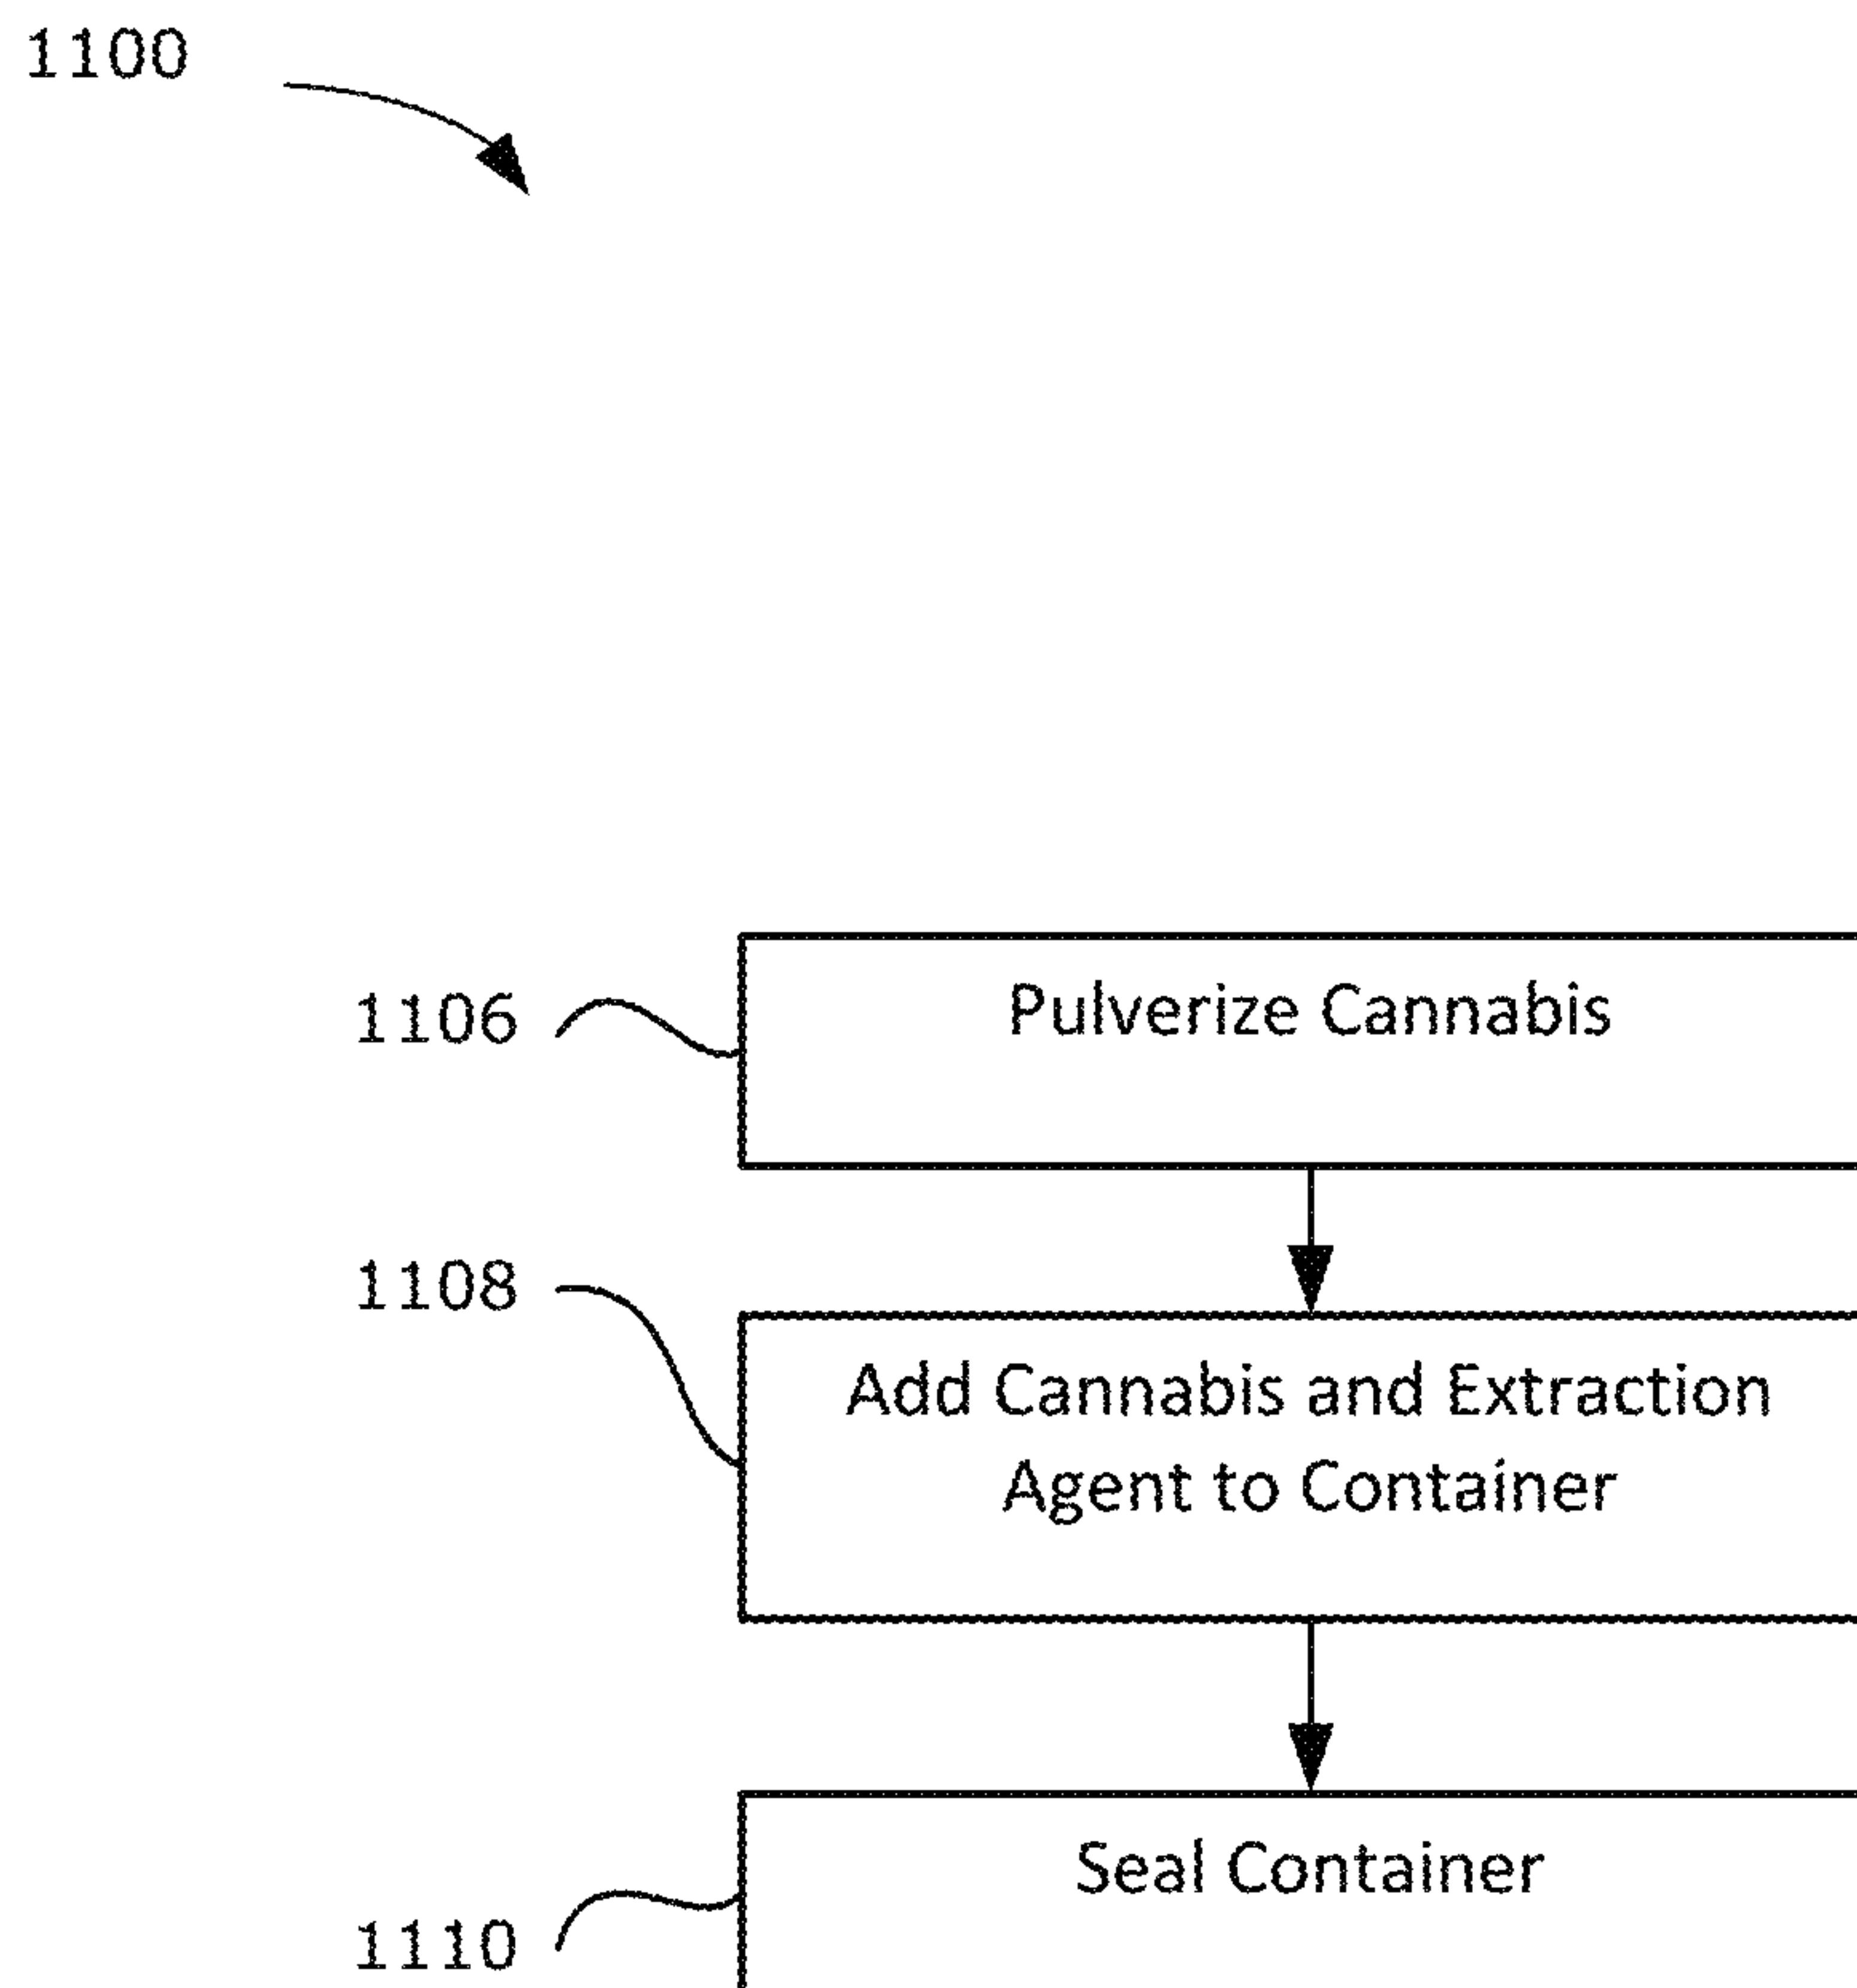 1100
1106
Pulverize Cannabis
1108
Add Cannabis and Extraction
Agent to Container
Seal Container
1110